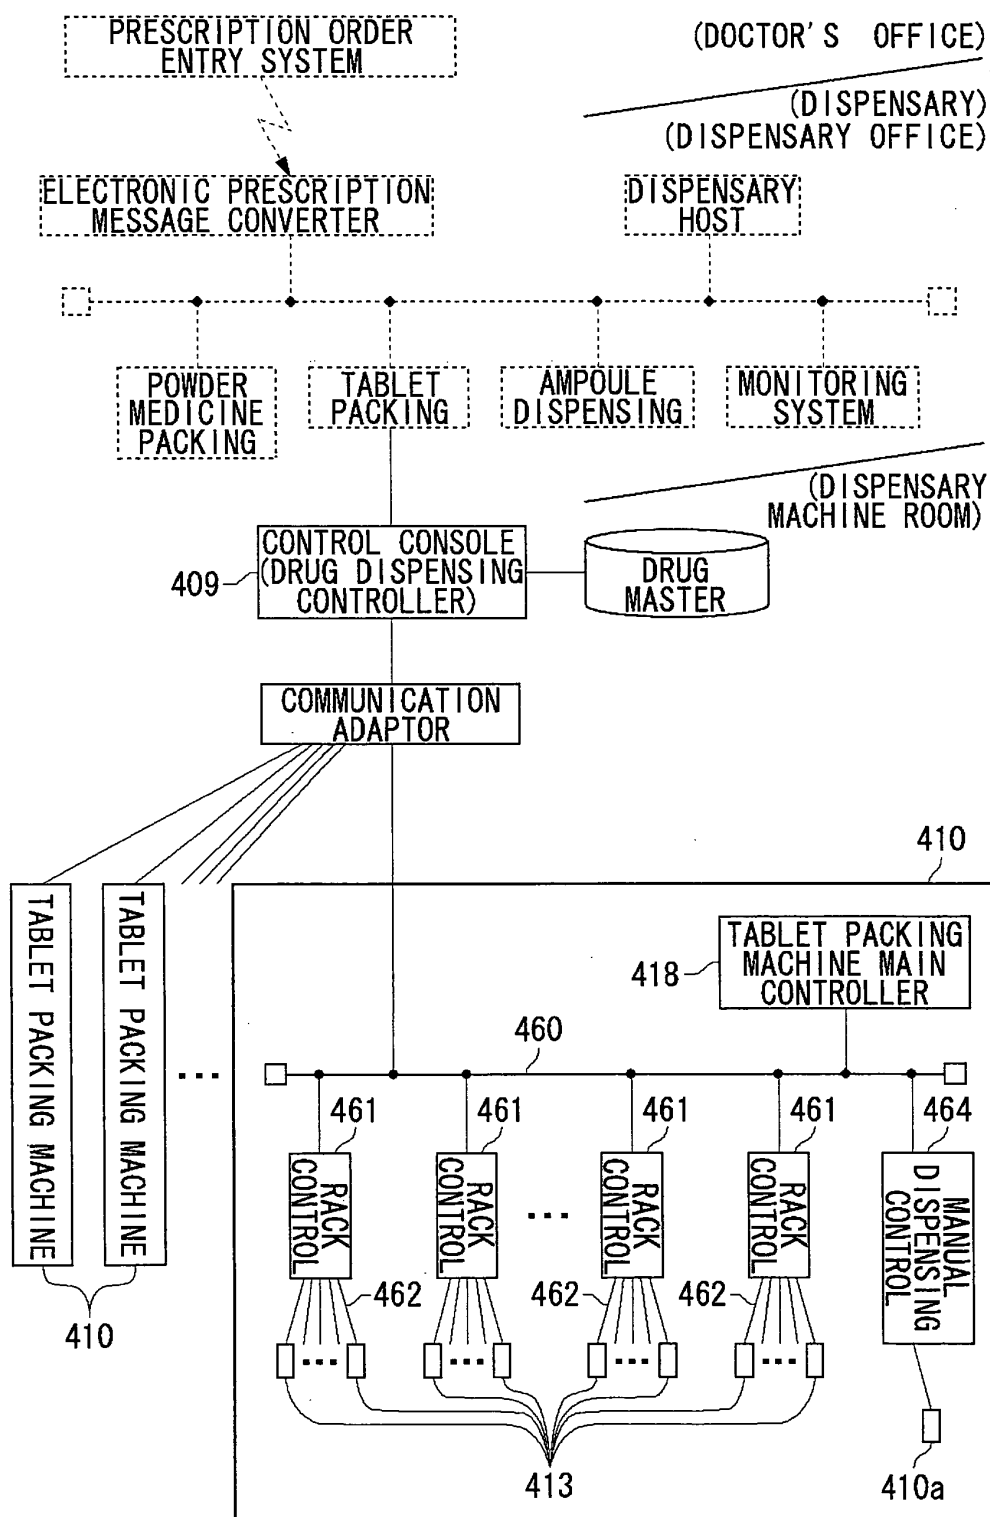 PRESCRIPTION ORDER
ENTRY SYSTEM
(DOCTOR'S OFFICE)
(DISPENSARY)
(DISPENSARY OFFICE)
ELECTRONIC PRESCRIPTION
MESSAGE CONVERTER
DISPENSARY
HOST
POWDER
MEDICINE
PACKING
TABLET
PACKING
AMPOULE
DISPENSING
MONITORING
SYSTEM
(DISPENSARY
MACHINE ROOM)
409
CONTROL CONSOLE
(DRUG DISPENSING
CONTROLLER)
DRUG
MASTER
COMMUNICATION
ADAPTOR
410
TABLET PACKING MACHINE
TABLET PACKING MACHINE
...
410
418
TABLET PACKING
MACHINE MAIN
CONTROLLER
460
461
461
461
461
464
RACK
CONTROL
RACK
CONTROL
...
RACK
CONTROL
RACK
CONTROL
MANUAL
DISPENSING
CONTROL
462
462
462
...
...
...
...
413
410a